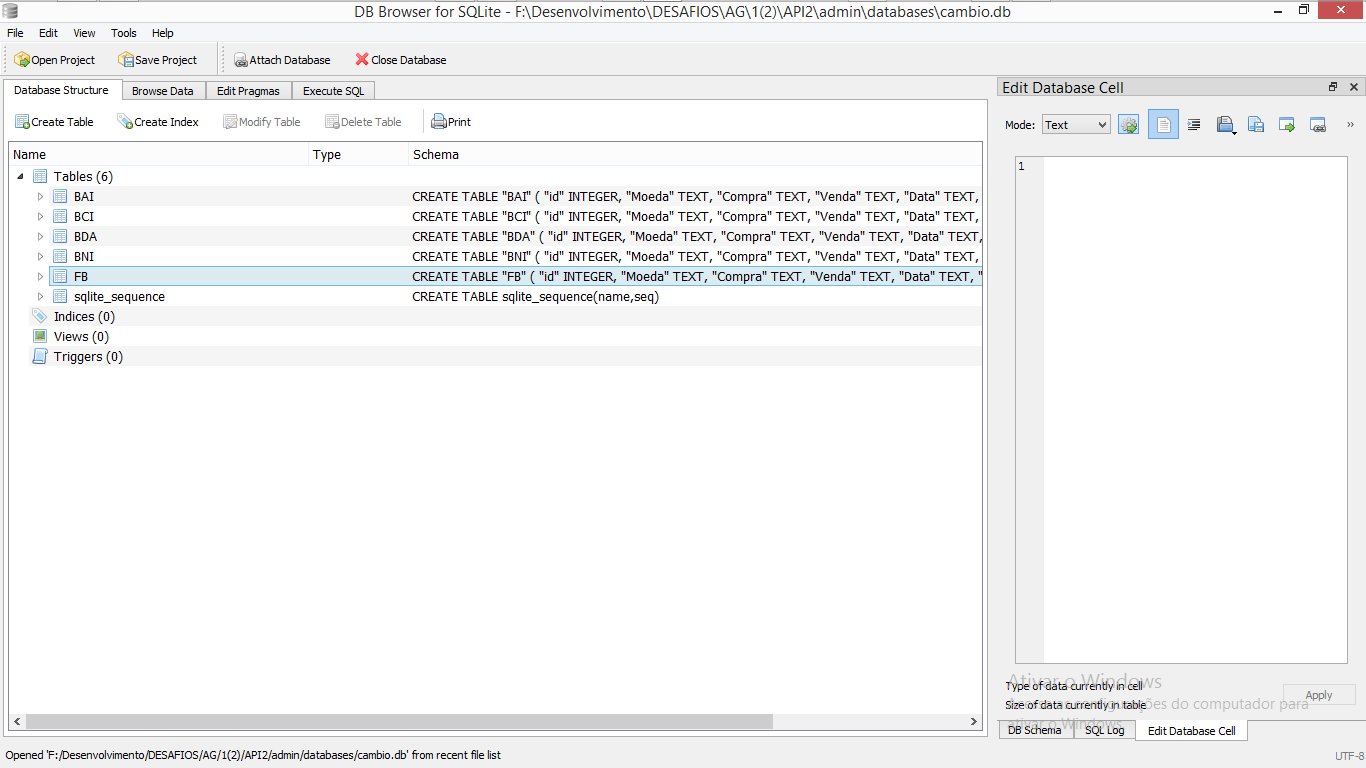 DB Browser for SQLite - F:\Desenvolvimento\DESAFIOS\AG\1(2)\API2\admin\databases\cambio.db
File Edit View Tools Help
Open Project Save Project Attach Database Close Database
Database Structure Browse Data Edit Pragmas Execute SQL
Create Table Create Index Modify Table Delete Table Print
Name Type Schema
Tables (6)
BAI CREATE TABLE "BAI" ( "id" INTEGER, "Moeda" TEXT, "Compra" TEXT, "Venda" TEXT, "Data" TEXT,
BCI CREATE TABLE "BCI" ( "id" INTEGER, "Moeda" TEXT, "Compra" TEXT, "Venda" TEXT, "Data" TEXT,
BDA CREATE TABLE "BDA" ( "id" INTEGER, "Moeda" TEXT, "Compra" TEXT, "Venda" TEXT, "Data" TEXT,
BNI CREATE TABLE "BNI" ( "id" INTEGER, "Moeda" TEXT, "Compra" TEXT, "Venda" TEXT, "Data" TEXT,
FB CREATE TABLE "FB" ( "id" INTEGER, "Moeda" TEXT, "Compra" TEXT, "Venda" TEXT, "Data" TEXT, "
sqlite_sequence CREATE TABLE sqlite_sequence(name,seq)
Indices (0)
Views (0)
Triggers (0)
Edit Database Cell
Mode: Text
1
Ativar o Windows
Type of data currently in cell
Apply
configurações do computador para
Size of data currently in table
ativar o Windows.
DB Schema SQL Log Edit Database Cell
Opened 'F:/Desenvolvimento/DESAFIOS/AG/1(2)/API2/admin/databases/cambio.db' from recent file list
UTF-8